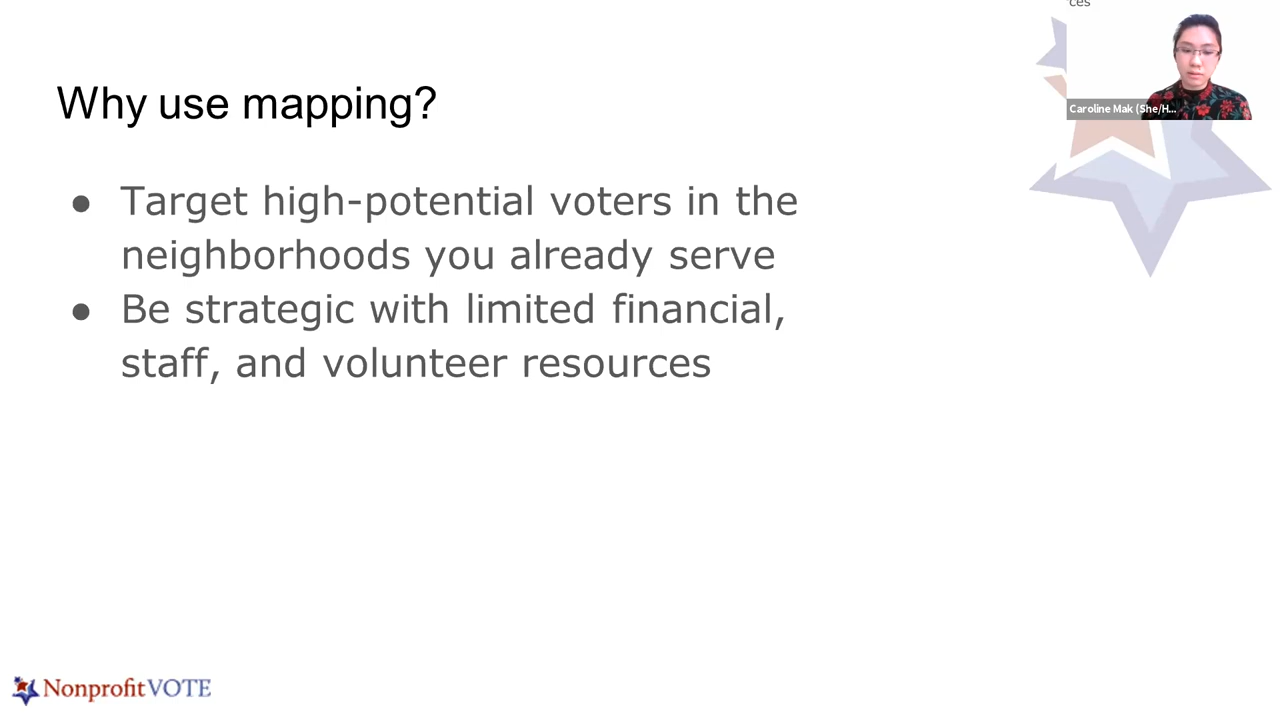 ces
Caroline Mak (She/H...
Why use mapping?
● Target high-potential voters in the
neighborhoods you already serve
● Be strategic with limited financial,
staff, and volunteer resources
NonprofitVOTE